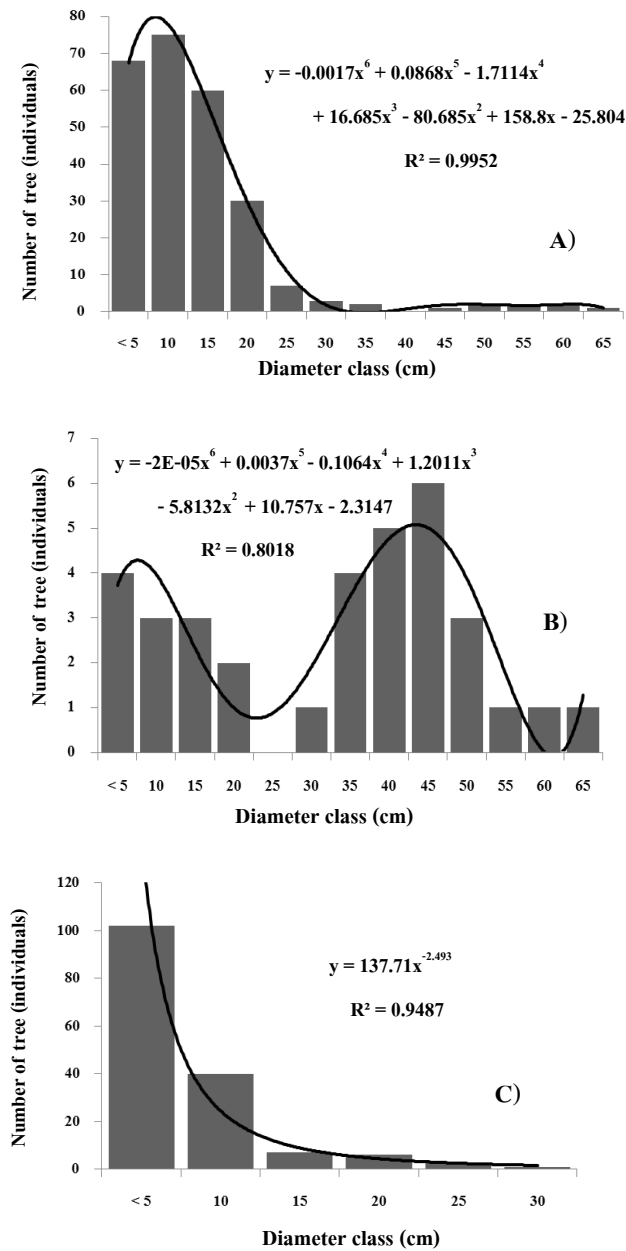 80
70
60
50
40
30
20
10
0
Number of tree (individuals)
y = -0.0017x⁶ + 0.0868x⁵ - 1.7114x⁴
+ 16.685x³ - 80.685x² + 158.8x - 25.804
R² = 0.9952
A)
< 5 10 15 20 25 30 35 40 45 50 55 60 65
Diameter class (cm)
7
6
5
4
3
2
1
0
Number of tree (individuals)
y = -2E-05x⁶ + 0.0037x⁵ - 0.1064x⁴ + 1.2011x³
- 5.8132x² + 10.757x - 2.3147
R² = 0.8018
B)
< 5 10 15 20 25 30 35 40 45 50 55 60 65
Diameter class (cm)
120
100
80
60
40
20
0
Number of tree (individuals)
y = 137.71x⁻²·⁴⁹³
R² = 0.9487
C)
< 5 10 15 20 25 30
Diameter class (cm)